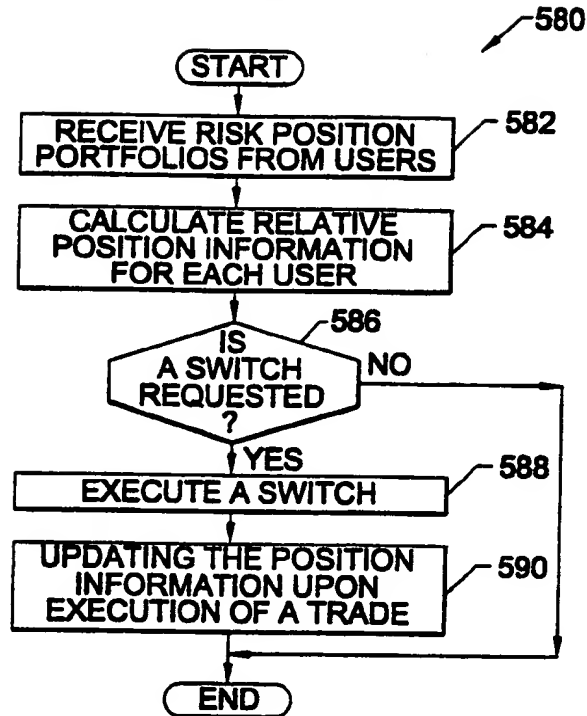 580
START
RECEIVE RISK POSITION
PORTFOLIOS FROM USERS
582
CALCULATE RELATIVE
POSITION INFORMATION
FOR EACH USER
584
586
IS
A SWITCH
REQUESTED
?
NO
YES
EXECUTE A SWITCH
588
UPDATING THE POSITION
INFORMATION UPON
EXECUTION OF A TRADE
590
END